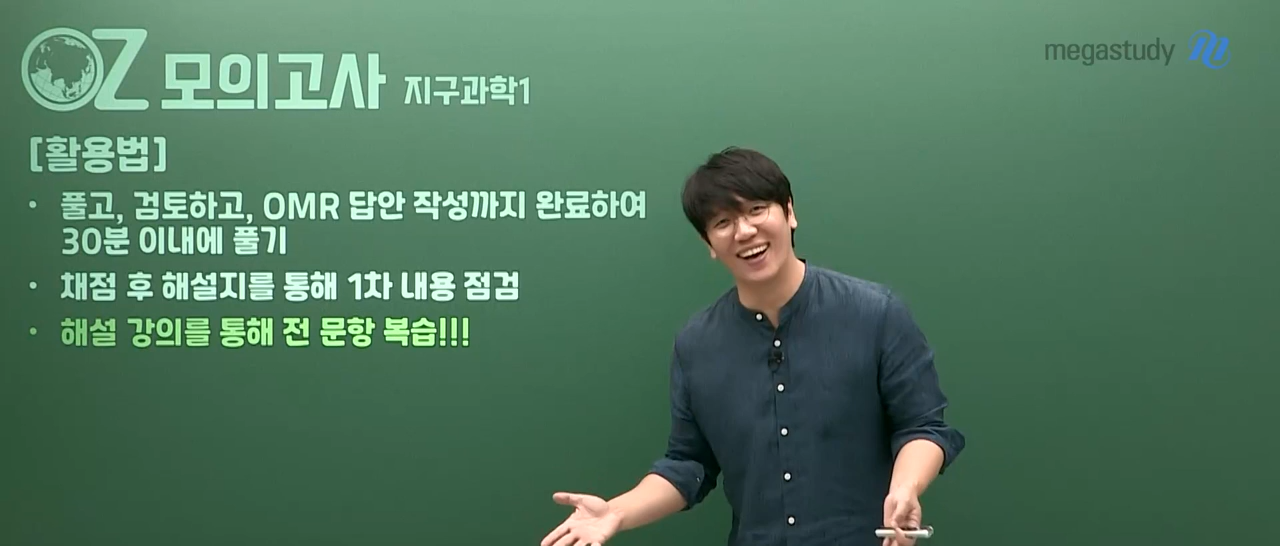 OZ 모의고사 지구과학1
megastudy m
[활용법]
• 풀고, 검토하고, OMR 답안 작성까지 완료하여
30분 이내에 풀기
• 채점 후 해설지를 통해 1차 내용 점검
• 해설 강의를 통해 전 문항 복습!!!